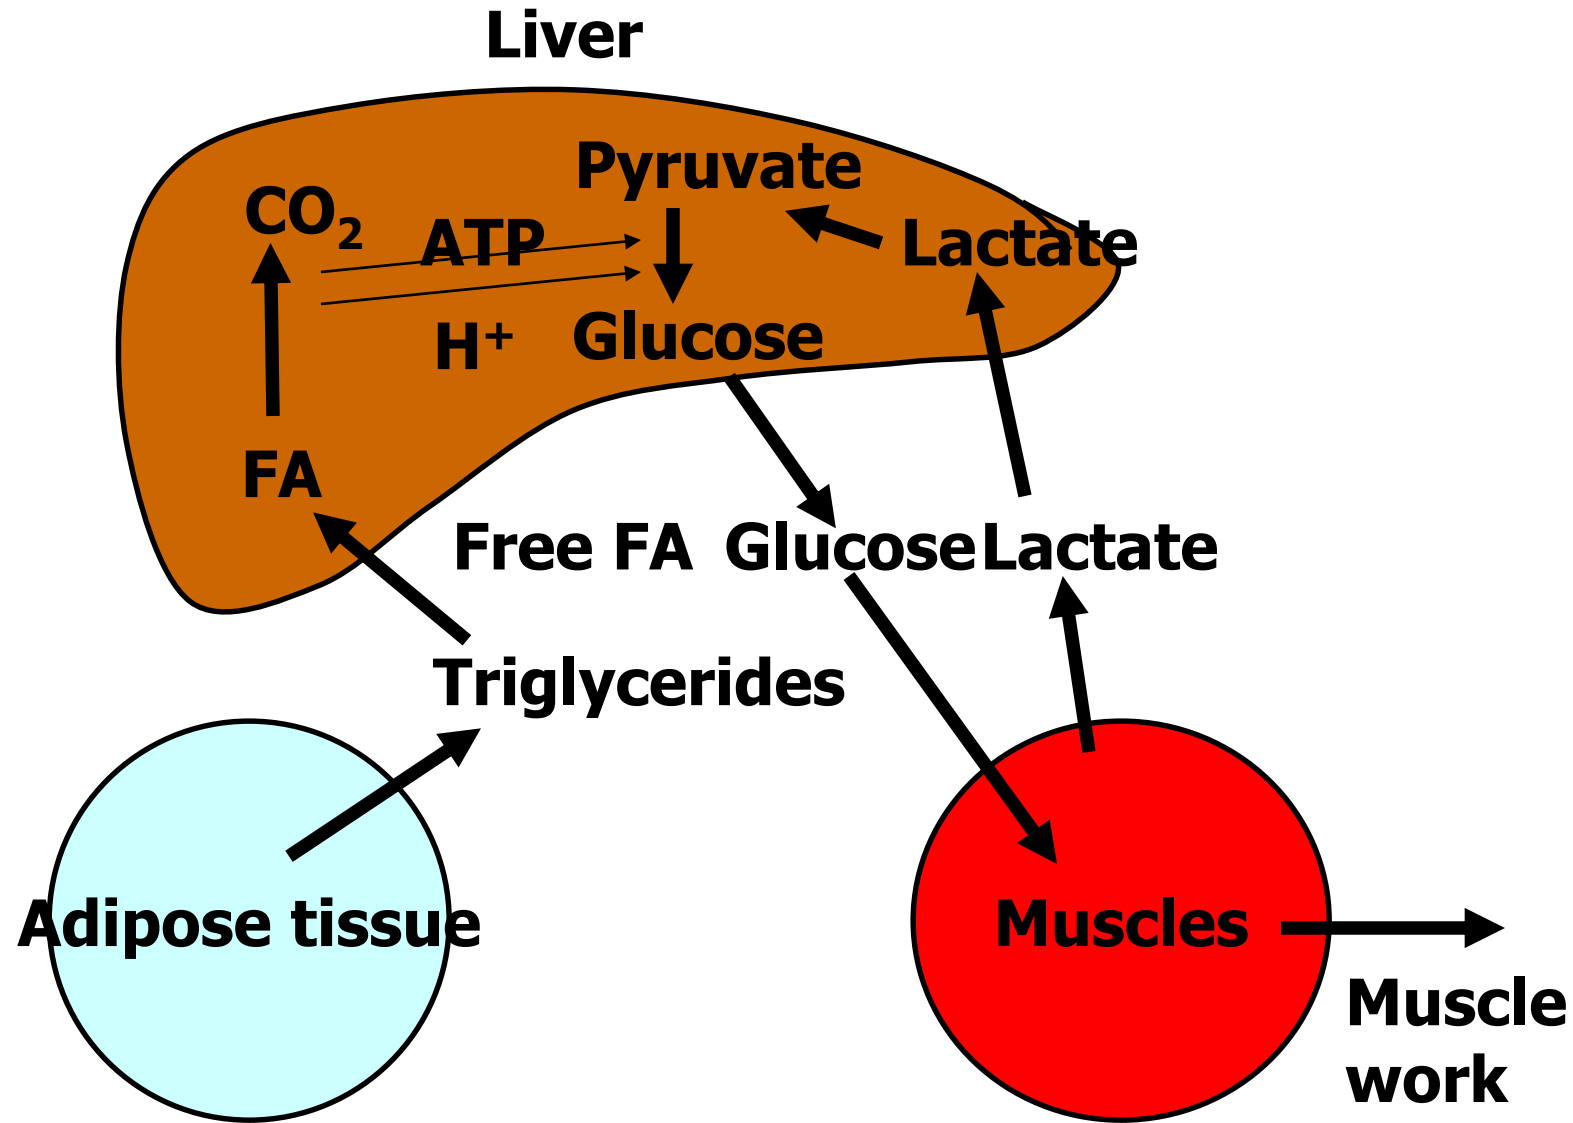 Liver
Pyruvate
CO₂
ATP
Lactate
H⁺
Glucose
FA
Free FA
Glucose
Lactate
Triglycerides
Adipose tissue
Muscles
Muscle
work